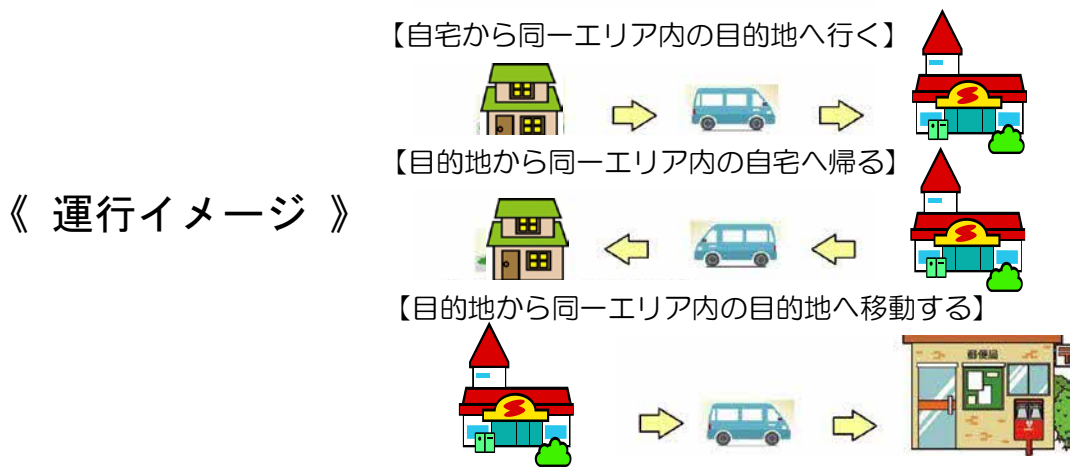 【自宅から同一エリア内の目的地へ行く】
【目的地から同一エリア内の自宅へ帰る】
《 運行イメージ 》
【目的地から同一エリア内の目的地へ移動する】
郵便局
〒